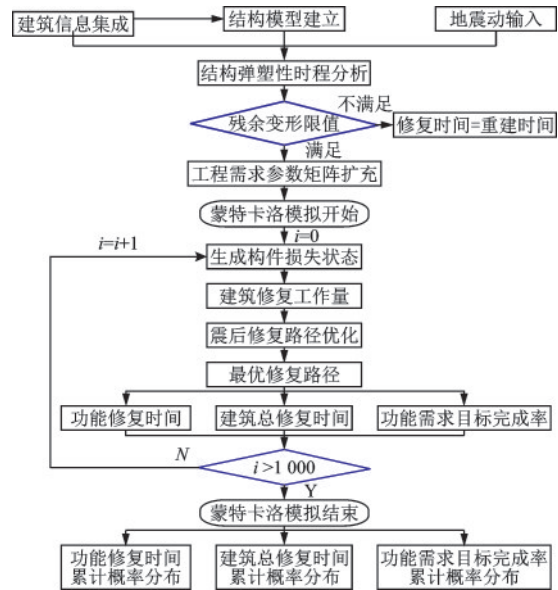 建筑信息集成
结构模型建立
地震动输入
结构弹塑性时程分析
不满足
残余变形限值
修复时间=重建时间
满足
工程需求参数矩阵扩充
蒙特卡洛模拟开始
i=i+1
i=0
生成构件损失状态
建筑修复工作量
震后修复路径优化
最优修复路径
功能修复时间
建筑总修复时间
功能需求目标完成率
N
i>1 000
Y
蒙特卡洛模拟结束
功能修复时间
累计概率分布
建筑总修复时间
累计概率分布
功能需求目标完成率
累计概率分布